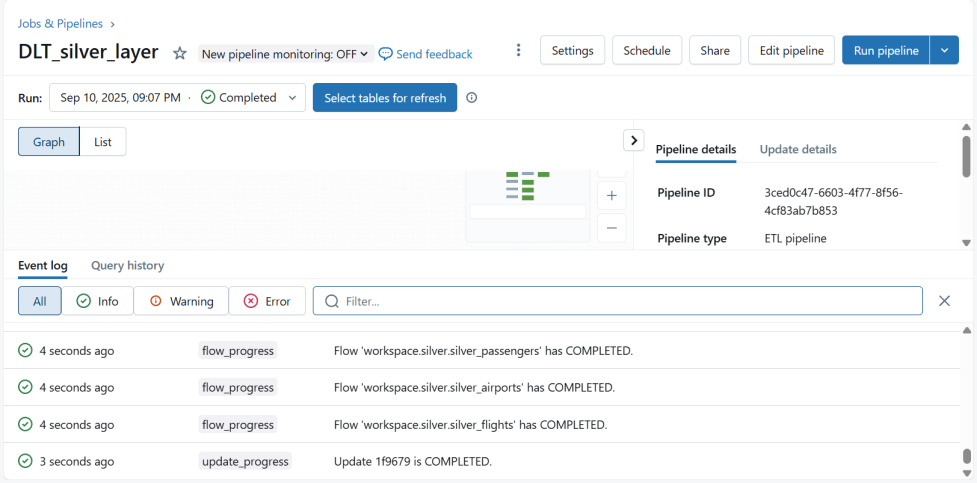 Jobs & Pipelines
DLT_silver_layer New pipeline monitoring: OFF Send feedback Settings Schedule Share Edit pipeline Run pipeline
Run: Sep 10, 2025, 09:07 PM · Completed Select tables for refresh
Graph List
Pipeline details Update details
Pipeline ID 3ced0c47-6603-4f77-8f56-
4cf83ab7b853
Pipeline type ETL pipeline
Event log Query history
All Info Warning Error Filter...
4 seconds ago flow_progress Flow 'workspace.silver.silver_passengers' has COMPLETED.
4 seconds ago flow_progress Flow 'workspace.silver.silver_airports' has COMPLETED.
4 seconds ago flow_progress Flow 'workspace.silver.silver_flights' has COMPLETED.
3 seconds ago update_progress Update 1f9679 is COMPLETED.